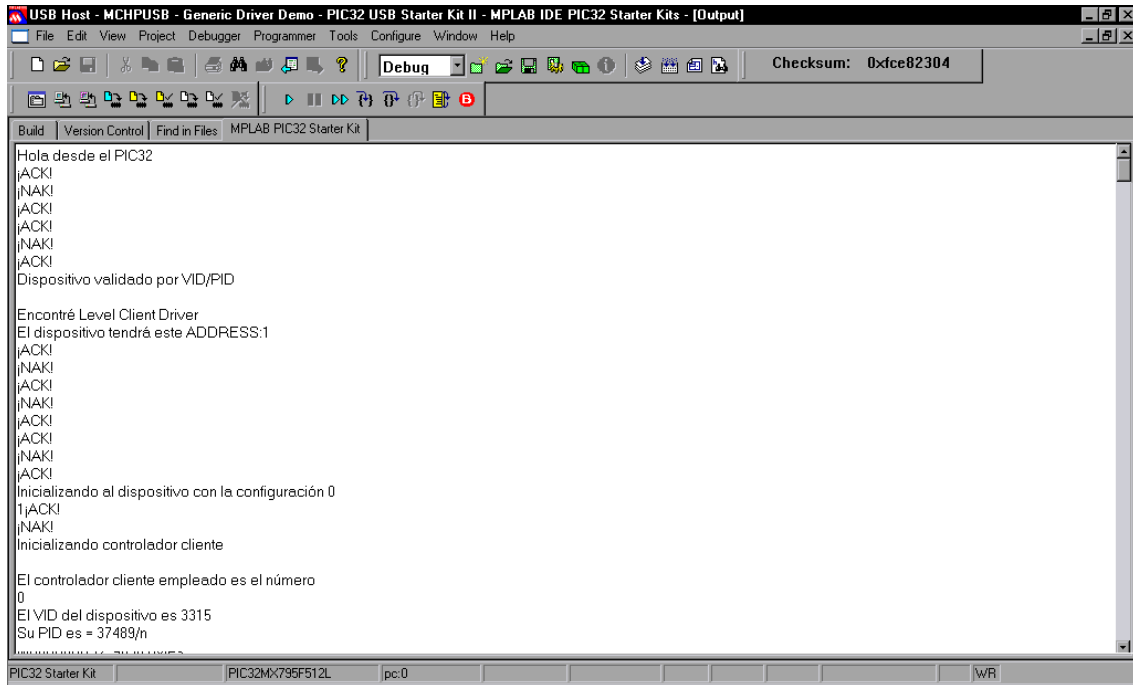 USB Host - MCHPUSB - Generic Driver Demo - PIC32 USB Starter Kit II - MPLAB IDE PIC32 Starter Kits - [Output]
File Edit View Project Debugger Programmer Tools Configure Window Help
Debug Checksum: 0xfce82304
Build Version Control Find in Files MPLAB PIC32 Starter Kit
Hola desde el PIC32
¡ACK!
¡NAK!
¡ACK!
¡ACK!
¡NAK!
¡ACK!
Dispositivo validado por VID/PID
Encontré Level Client Driver
El dispositivo tendrá este ADDRESS:1
¡ACK!
¡NAK!
¡ACK!
¡NAK!
¡ACK!
¡ACK!
¡NAK!
¡ACK!
Inicializando al dispositivo con la configuración 0
1¡ACK!
¡NAK!
Inicializando controlador cliente
El controlador cliente empleado es el número
0
El VID del dispositivo es 3315
Su PID es = 37489/n
PIC32 Starter Kit PIC32MX795F512L pc:0 WR